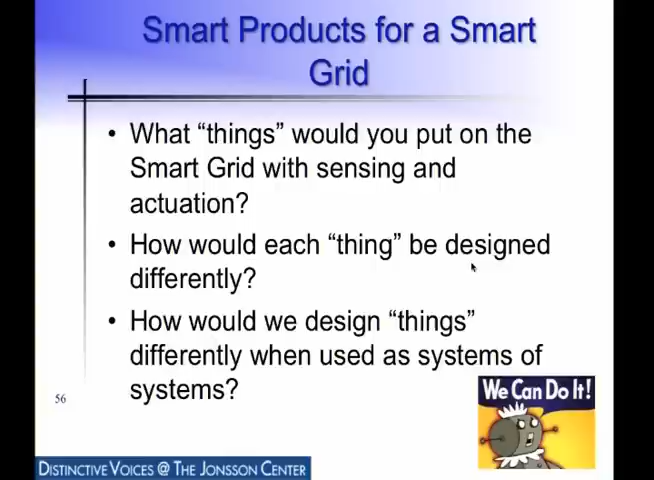 Smart Products for a Smart
Grid
• What “things” would you put on the
Smart Grid with sensing and
actuation?
• How would each “thing” be designed
differently?
• How would we design “things”
differently when used as systems of
systems?
56
We Can Do It!
DISTINCTIVE VOICES @ THE JONSSON CENTER